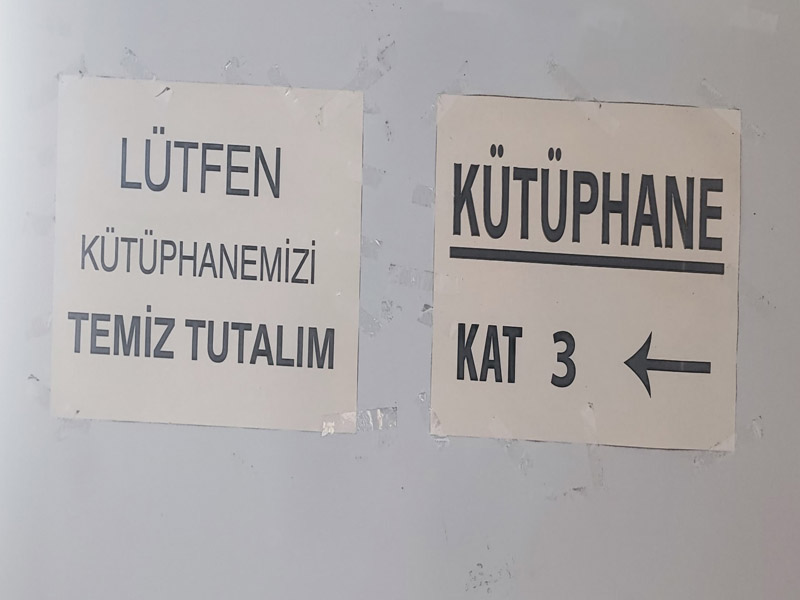 LÜTFEN
KÜTÜPHANEMİZİ
TEMİZ TUTALIM
KÜTÜPHANE
KAT 3 ←